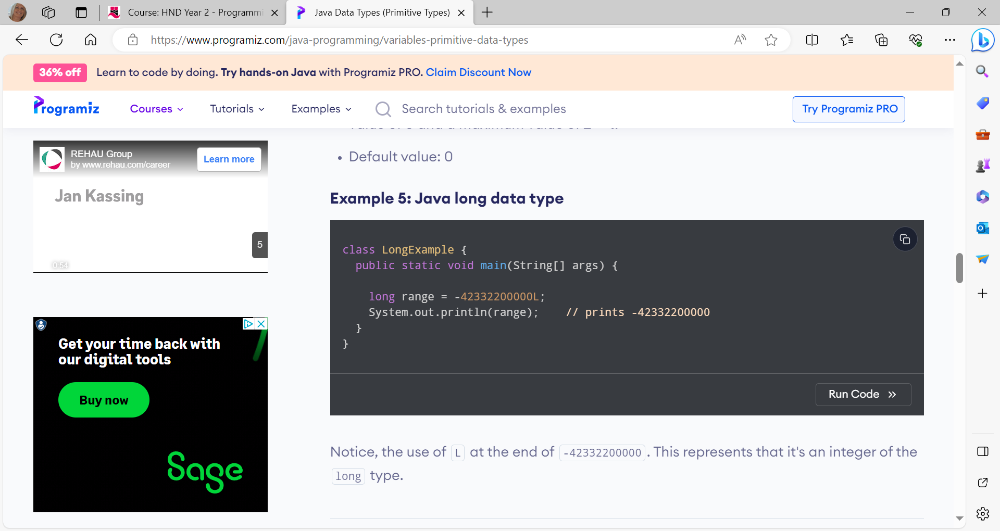 Course: HND Year 2 - Programmi
Java Data Types (Primitive Types)
https://www.programiz.com/java-programming/variables-primitive-data-types
36% off Learn to code by doing. Try hands-on Java with Programiz PRO. Claim Discount Now
Programiz Courses Tutorials Examples Search tutorials & examples Try Programiz PRO
REHAU Group
by www.rehau.com/career
Learn more
Jan Kassing
5
0:54
• Default value: 0
Example 5: Java long data type
class LongExample {
public static void main(String[] args) {
long range = -42332200000L;
System.out.println(range); // prints -42332200000
}
}
Run Code »
Get your time back with
our digital tools
Buy now
Sage
Notice, the use of L at the end of -42332200000 . This represents that it's an integer of the
long type.